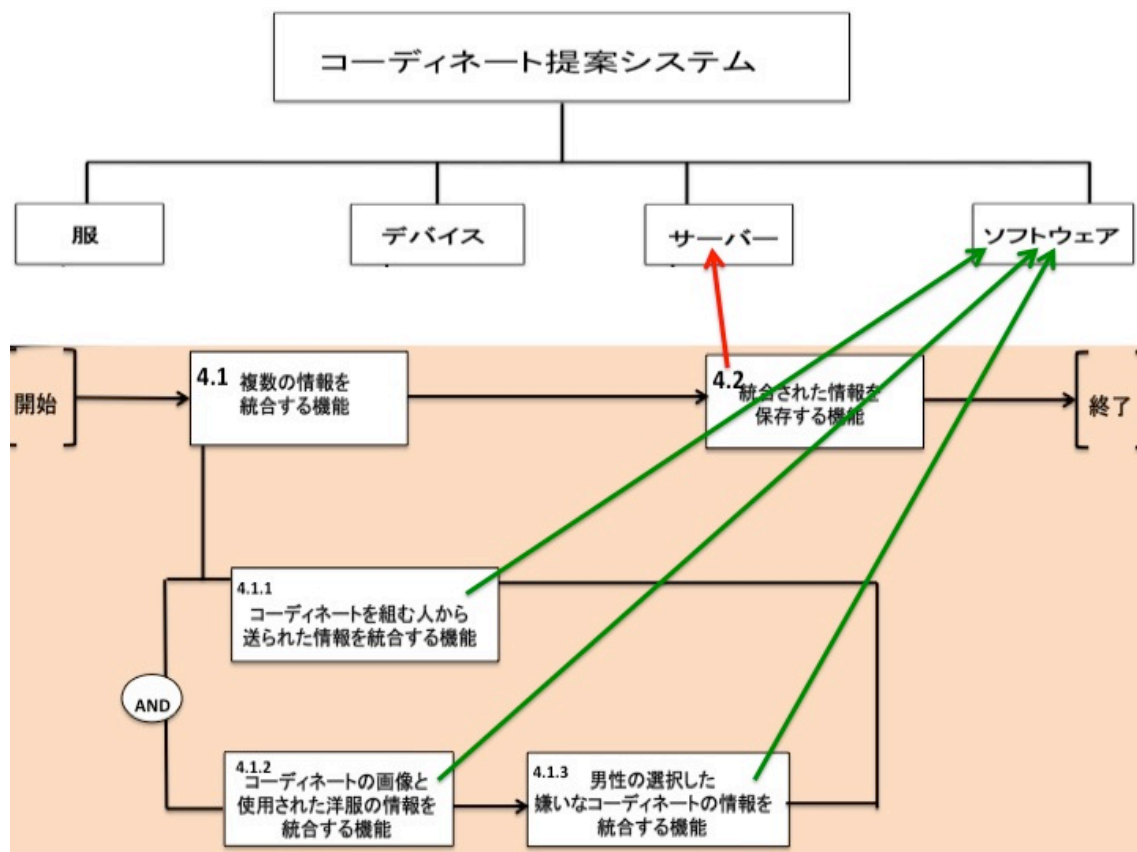 コーディネート提案システム
服
デバイス
サーバー
ソフトウェア
開始
4.1
複数の情報を
統合する機能
4.2
統合された情報を
保存する機能
終了
4.1.1
コーディネートを組む人から
送られた情報を統合する機能
AND
4.1.2
コーディネートの画像と
使用された洋服の情報を
統合する機能
4.1.3
男性の選択した
嫌いなコーディネートの情報を
統合する機能